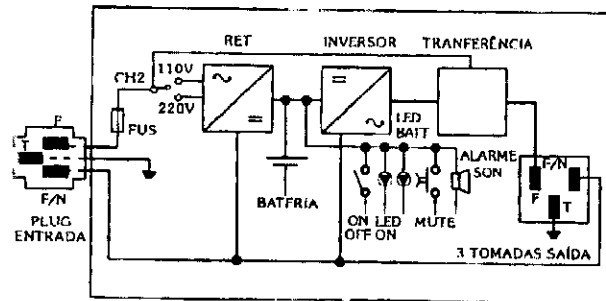 RET
INVERSOR
TRANFERÊNCIA
110V
CH2
220V
FUS
F
T
F/N
PLUG
ENTRADA
BATERIA
LED
BATT
ALARME
SON
ON LED
OFF ON
MUTE
F/N
F
T
3 TOMADAS SAÍDA